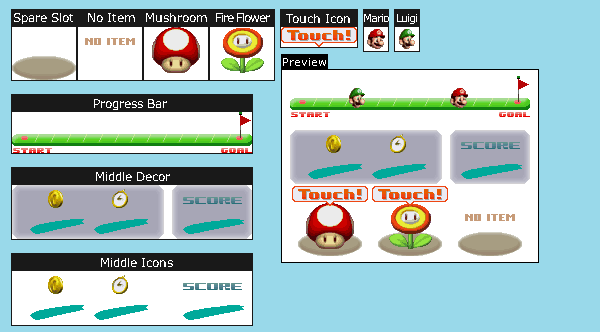 Spare Slot
No Item
Mushroom
Fire Flower
NO ITEM
Touch Icon
Touch!
Mario
Luigi
Preview
START
GOAL
SCORE
Touch!
Touch!
NO ITEM
Progress Bar
START
GOAL
Middle Decor
SCORE
Middle Icons
SCORE